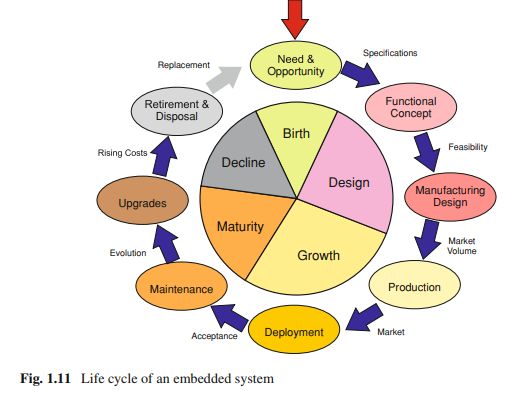 Need &
Opportunity
Specifications
Functional
Concept
Feasibility
Manufacturing
Design
Market
Volume
Production
Market
Deployment
Acceptance
Maintenance
Evolution
Upgrades
Rising Costs
Retirement &
Disposal
Replacement
Birth
Design
Growth
Maturity
Decline
Fig. 1.11 Life cycle of an embedded system